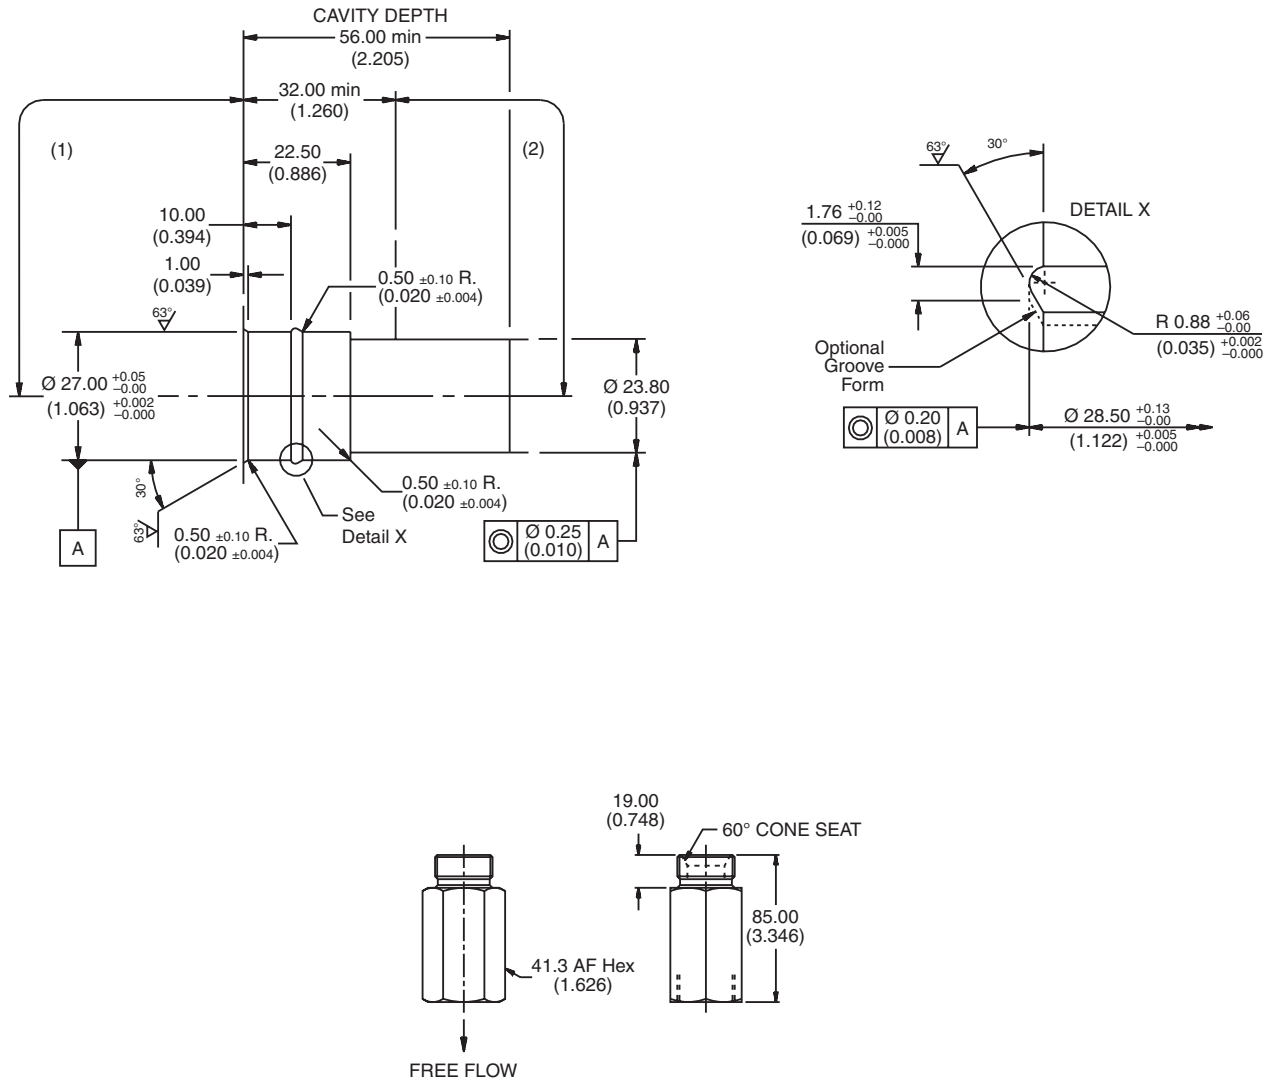 CAVITY DEPTH
56.00 min
(2.205)
32.00 min
(1.260)
(1)
(2)
22.50
(0.886)
10.00
(0.394)
1.00
(0.039)
0.50 ±0.10 R.
(0.020 ±0.004)
63°
Ø 27.00 +0.05 −0.00
(1.063) +0.002 −0.000
Ø 23.80
(0.937)
30°
63°
A
0.50 ±0.10 R.
(0.020 ±0.004)
See
Detail X
0.50 ±0.10 R.
(0.020 ±0.004)
Ø 0.25
(0.010)
A
63°
30°
DETAIL X
1.76 +0.12 −0.00
(0.069) +0.005 −0.000
R 0.88 +0.06 −0.00
(0.035) +0.002 −0.000
Optional
Groove
Form
Ø 0.20
(0.008)
A
Ø 28.50 +0.13 −0.00
(1.122) +0.005 −0.000
19.00
(0.748)
60° CONE SEAT
85.00
(3.346)
41.3 AF Hex
(1.626)
FREE FLOW